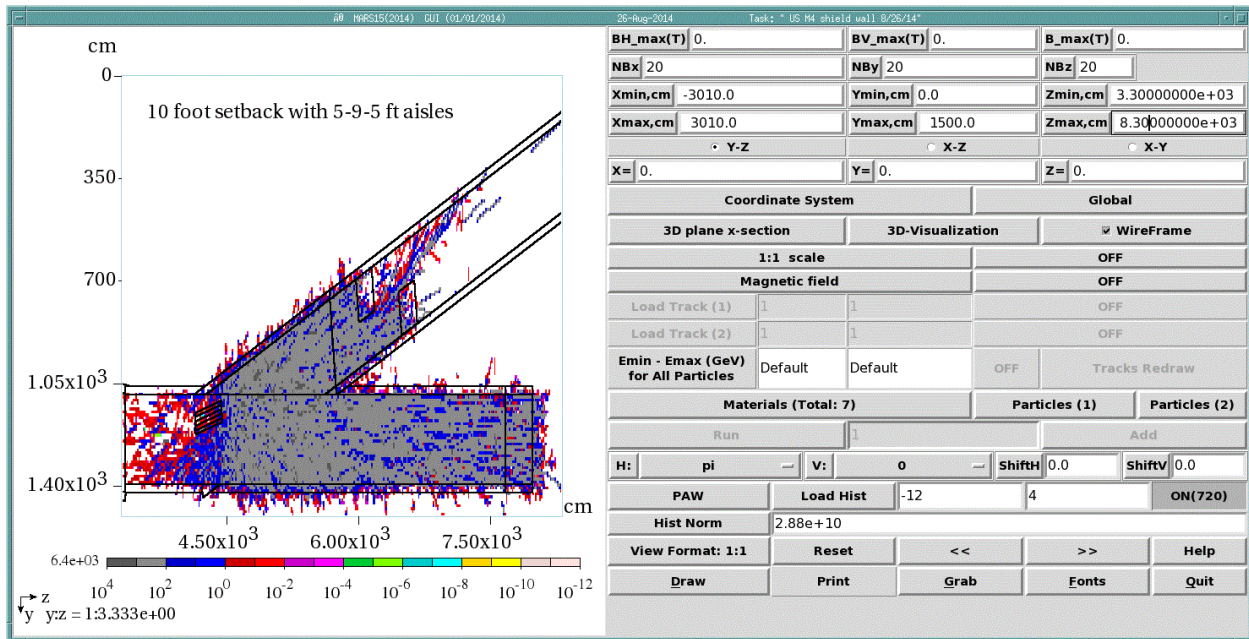 MARS15(2014) GUI (01/01/2014) 26-Aug-2014 Task: " US M4 shield wall 8/26/14"
cm
0
10 foot setback with 5-9-5 ft aisles
350
700
1.05x10³
1.40x10³
cm
4.50x10³ 6.00x10³ 7.50x10³
6.4e+03
10⁴ 10² 10⁰ 10⁻² 10⁻⁴ 10⁻⁶ 10⁻⁸ 10⁻¹⁰ 10⁻¹²
z
y y:z = 1:3.333e+00
BH_max(T) 0. BV_max(T) 0. B_max(T) 0.
NBx 20 NBy 20 NBz 20
Xmin,cm -3010.0 Ymin,cm 0.0 Zmin,cm 3.30000000e+03
Xmax,cm 3010.0 Ymax,cm 1500.0 Zmax,cm 8.30000000e+03
Y-Z X-Z X-Y
X= 0. Y= 0. Z= 0.
Coordinate System Global
3D plane x-section 3D-Visualization WireFrame
1:1 scale OFF
Magnetic field OFF
Load Track (1) 1 1 OFF
Load Track (2) 1 1 OFF
Emin - Emax (GeV)
for All Particles Default Default OFF Tracks Redraw
Materials (Total: 7) Particles (1) Particles (2)
Run 1 Add
H: pi V: 0 ShiftH 0.0 ShiftV 0.0
PAW Load Hist -12 4 ON(720)
Hist Norm 2.88e+10
View Format: 1:1 Reset << >> Help
Draw Print Grab Fonts Quit